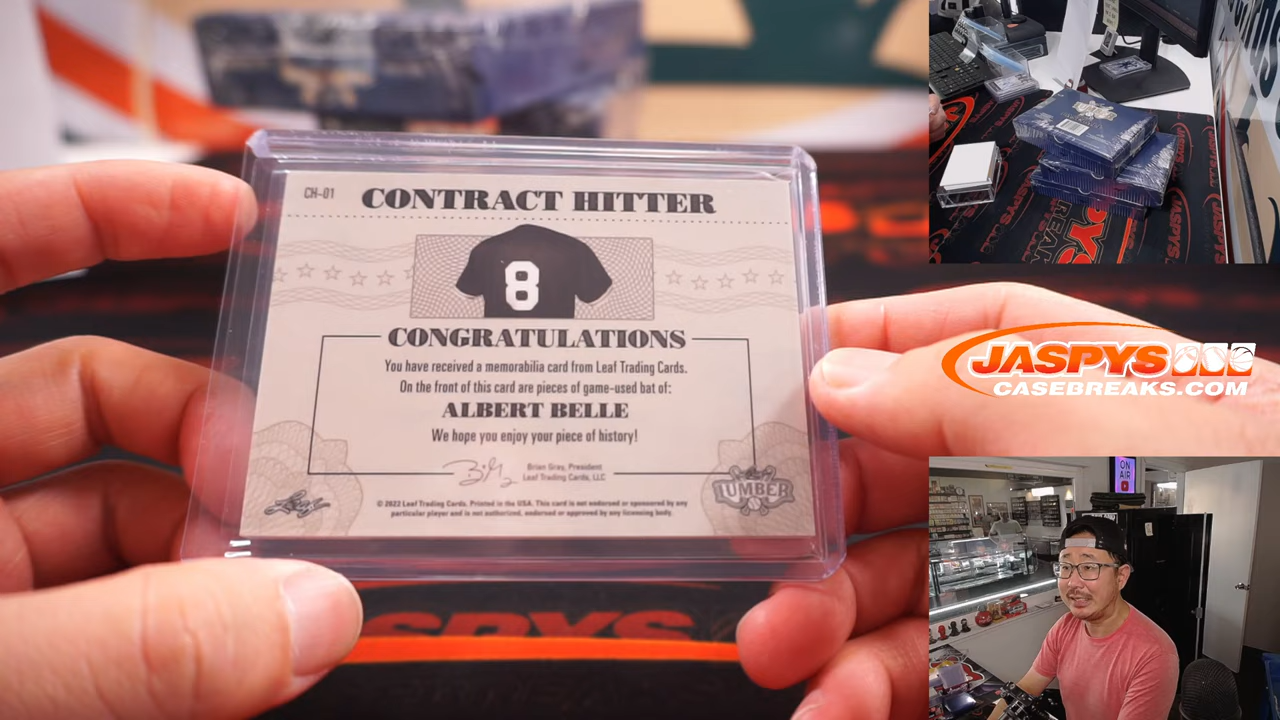 CH-01
CONTRACT HITTER
8
CONGRATULATIONS
You have received a memorabilia card from Leaf Trading Cards.
On the front of this card are pieces of game-used bat of:
ALBERT BELLE
We hope you enjoy your piece of history!
Brian Gray, President
Leaf Trading Cards, LLC
Leaf
LUMBER
© 2022 Leaf Trading Cards. Printed in the USA. This card is not endorsed or sponsored by any
particular player and is not authorized, endorsed or approved by any licensing body.
JASPYS
JASPYS
CASEBREAKS.COM
ON
AIR